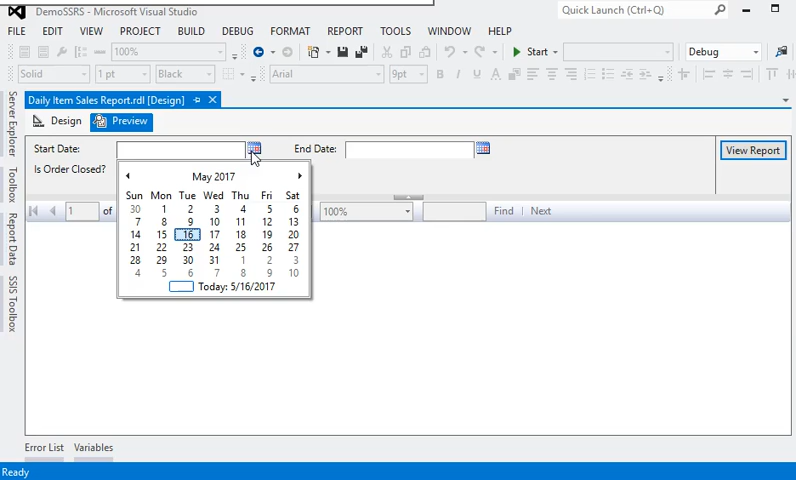 DemoSSRS - Microsoft Visual Studio
Quick Launch (Ctrl+Q)
FILE EDIT VIEW PROJECT BUILD DEBUG FORMAT REPORT TOOLS WINDOW HELP
100% Start Debug
Solid 1 pt Black Arial 9pt B I U A
Daily Item Sales Report.rdl [Design]
Design Preview
Start Date: End Date: View Report
Is Order Closed?
May 2017
Sun Mon Tue Wed Thu Fri Sat
30 1 2 3 4 5 6
7 8 9 10 11 12 13
14 15 16 17 18 19 20
21 22 23 24 25 26 27
28 29 30 31 1 2 3
4 5 6 7 8 9 10
Today: 5/16/2017
1 of 100% Find | Next
Server Explorer
Toolbox
Report Data
SSIS Toolbox
Error List Variables
Ready